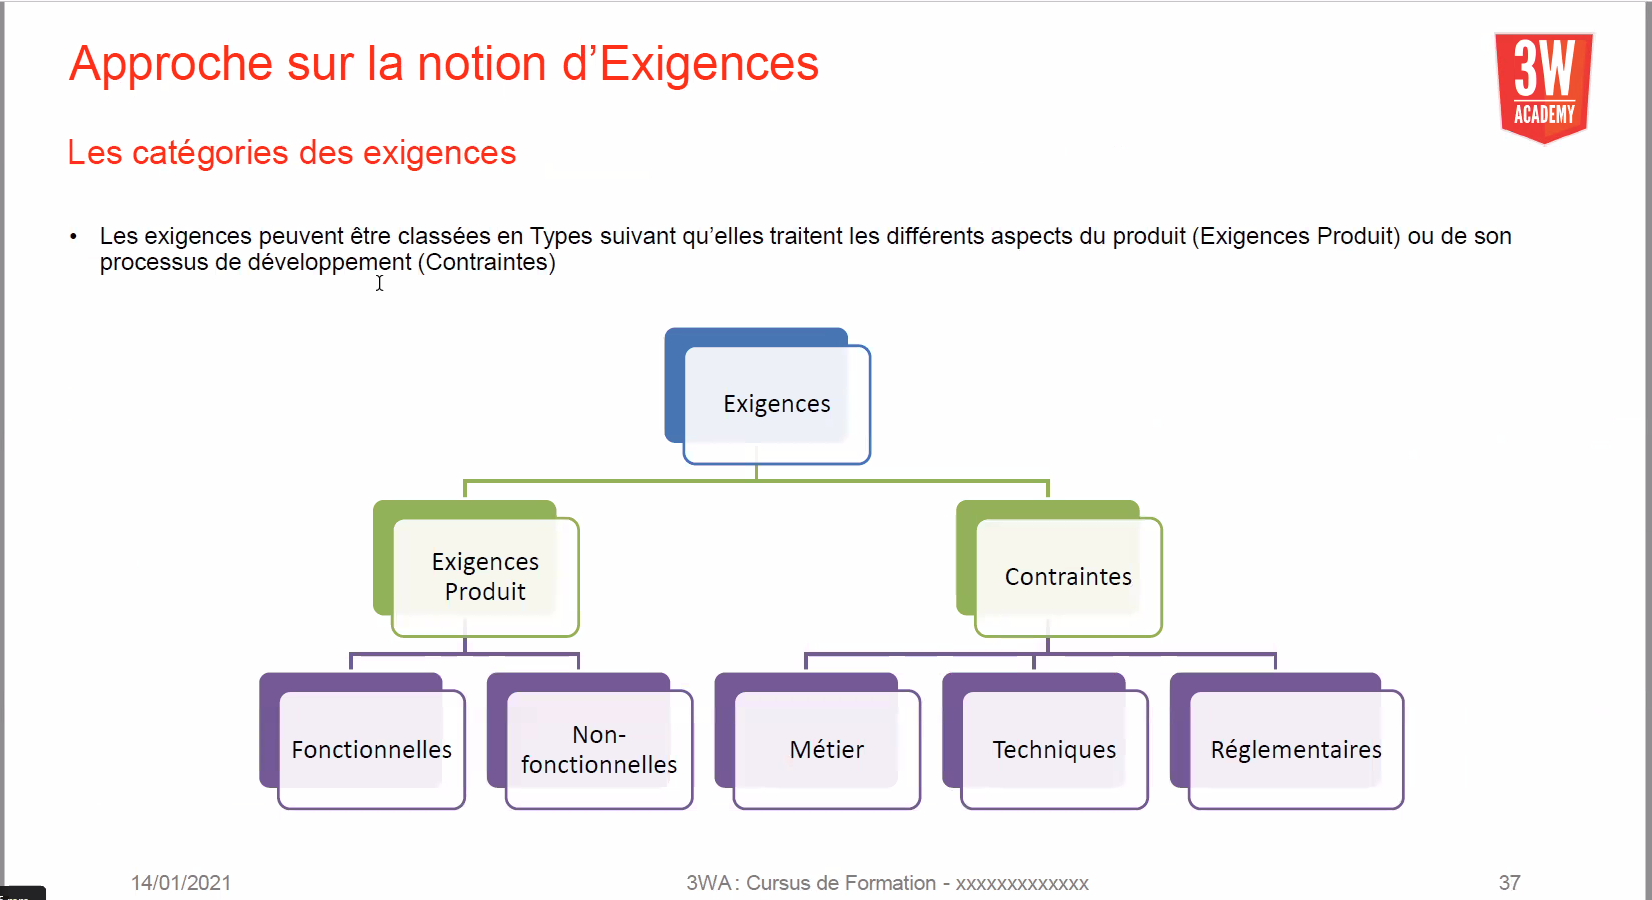 Approche sur la notion d’Exigences
3W
ACADEMY
Les catégories des exigences
• Les exigences peuvent être classées en Types suivant qu’elles traitent les différents aspects du produit (Exigences Produit) ou de son
processus de développement (Contraintes)
Exigences
Exigences
Produit
Contraintes
Fonctionnelles
Non-
fonctionnelles
Métier
Techniques
Réglementaires
14/01/2021
3WA : Cursus de Formation - xxxxxxxxxxxxx
37